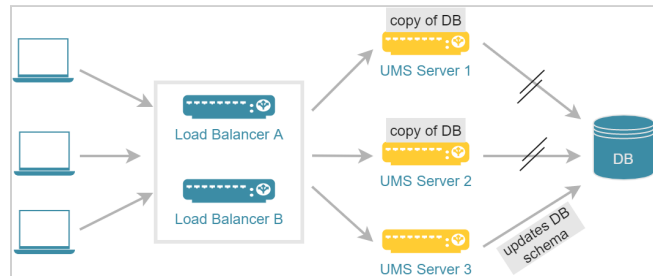 copy of DB
UMS Server 1
Load Balancer A
copy of DB
UMS Server 2
DB
Load Balancer B
UMS Server 3
updates DB
schema